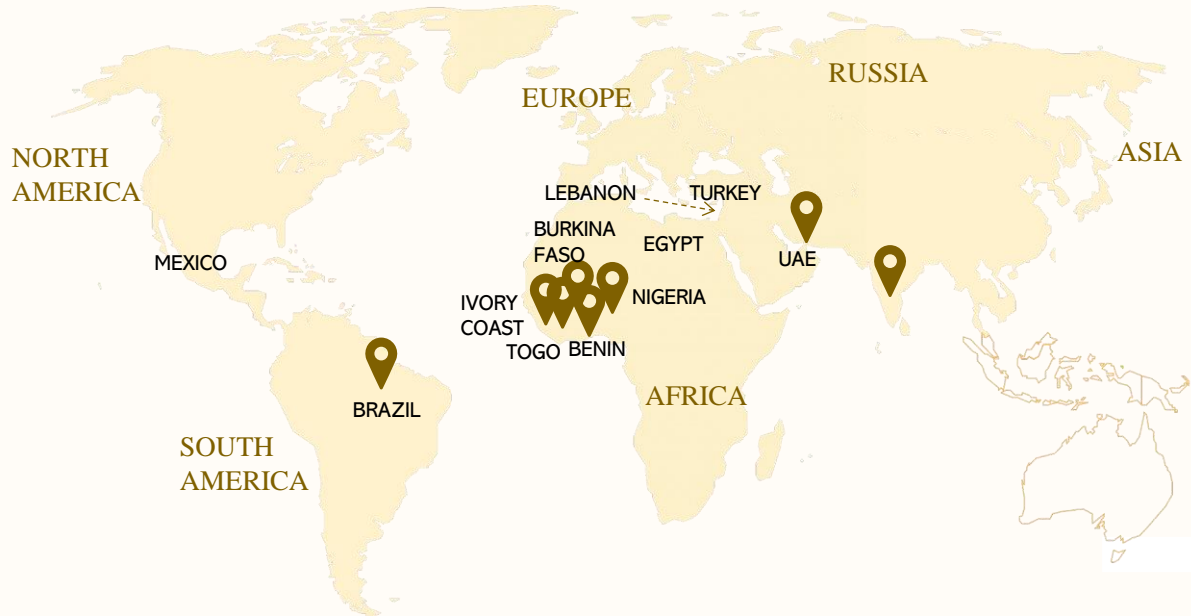 RUSSIA
EUROPE
NORTH
AMERICA
ASIA
LEBANON
TURKEY
BURKINA
FASO
EGYPT
MEXICO
UAE
IVORY
COAST
NIGERIA
TOGO
BENIN
BRAZIL
AFRICA
SOUTH
AMERICA